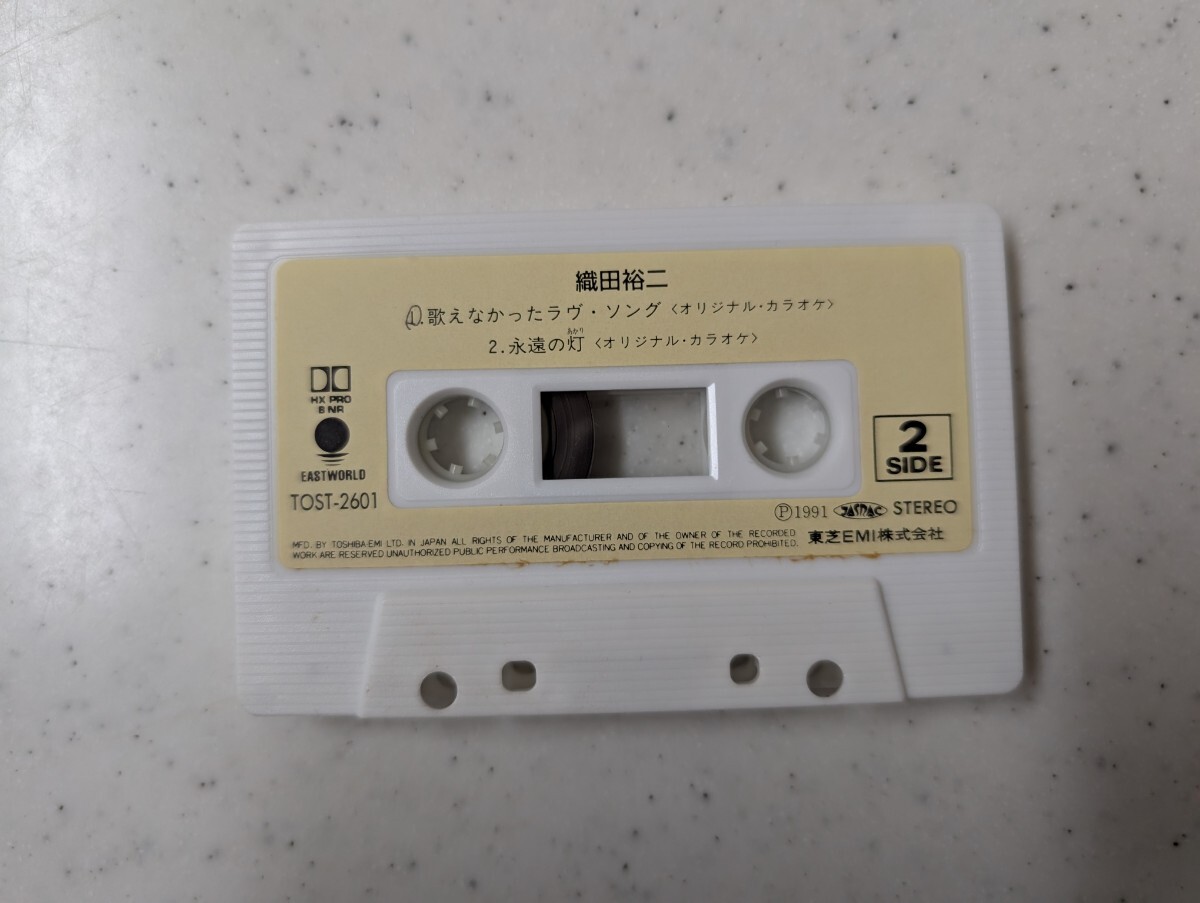 織田裕二
1.歌えなかったラヴ・ソング〈オリジナル・カラオケ〉
あかり
2.永遠の灯〈オリジナル・カラオケ〉
HX PRO
B NR
EASTWORLD
TOST-2601
2
SIDE
Ⓟ1991 JASRAC STEREO
MFD. BY TOSHIBA-EMI LTD. IN JAPAN ALL RIGHTS OF THE MANUFACTURER AND OF THE OWNER OF THE RECORDED
WORK ARE RESERVED UNAUTHORIZED PUBLIC PERFORMANCE BROADCASTING AND COPYING OF THE RECORD PROHIBITED.
東芝EMI株式会社